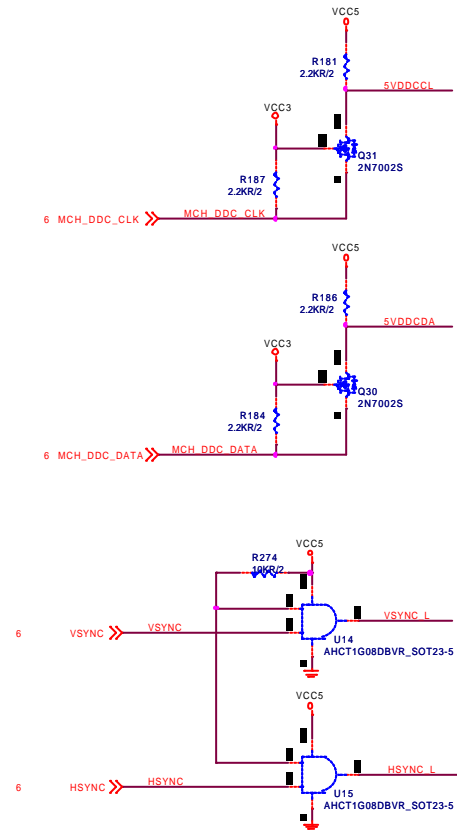 VCC5
R181
2.2KR/2
5VDDCCL
VCC3
Q31
2N7002S
R187
2.2KR/2
6 MCH_DDC_CLK MCH_DDC_CLK
VCC5
R186
2.2KR/2
5VDDCDA
VCC3
Q30
2N7002S
R184
2.2KR/2
6 MCH_DDC_DATA MCH_DDC_DATA
VCC5
R274
10KR/2
VSYNC_L
6 VSYNC VSYNC
U14
AHCT1G08DBVR_SOT23-5
VCC5
HSYNC_L
6 HSYNC HSYNC
U15
AHCT1G08DBVR_SOT23-5